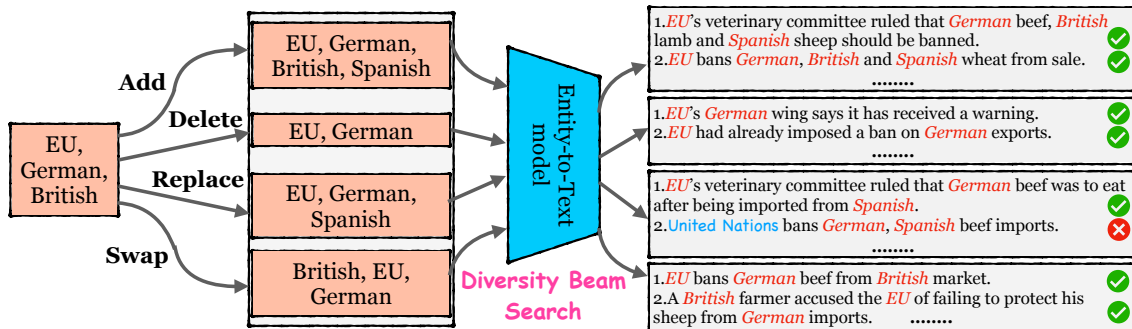 EU,
German,
British
Add
Delete
Replace
Swap
EU, German,
British, Spanish
EU, German
EU, German,
Spanish
British, EU,
German
Entity-to-Text
model
Diversity Beam
Search
1.EU's veterinary committee ruled that German beef, British
lamb and Spanish sheep should be banned.
2.EU bans German, British and Spanish wheat from sale.
........
1.EU's German wing says it has received a warning.
2.EU had already imposed a ban on German exports.
........
1.EU's veterinary committee ruled that German beef was to eat
after being imported from Spanish.
2.United Nations bans German, Spanish beef imports.
........
1.EU bans German beef from British market.
2.A British farmer accused the EU of failing to protect his
sheep from German imports. ........